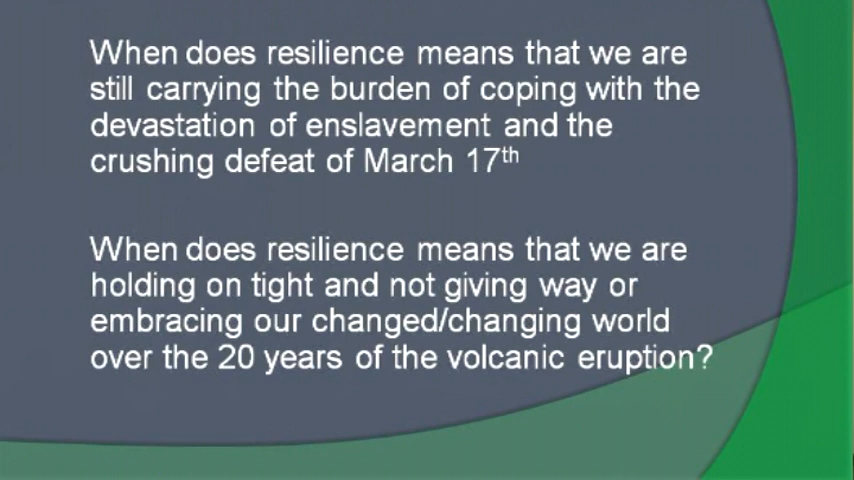 When does resilience means that we are
still carrying the burden of coping with the
devastation of enslavement and the
crushing defeat of March 17th
When does resilience means that we are
holding on tight and not giving way or
embracing our changed/changing world
over the 20 years of the volcanic eruption?